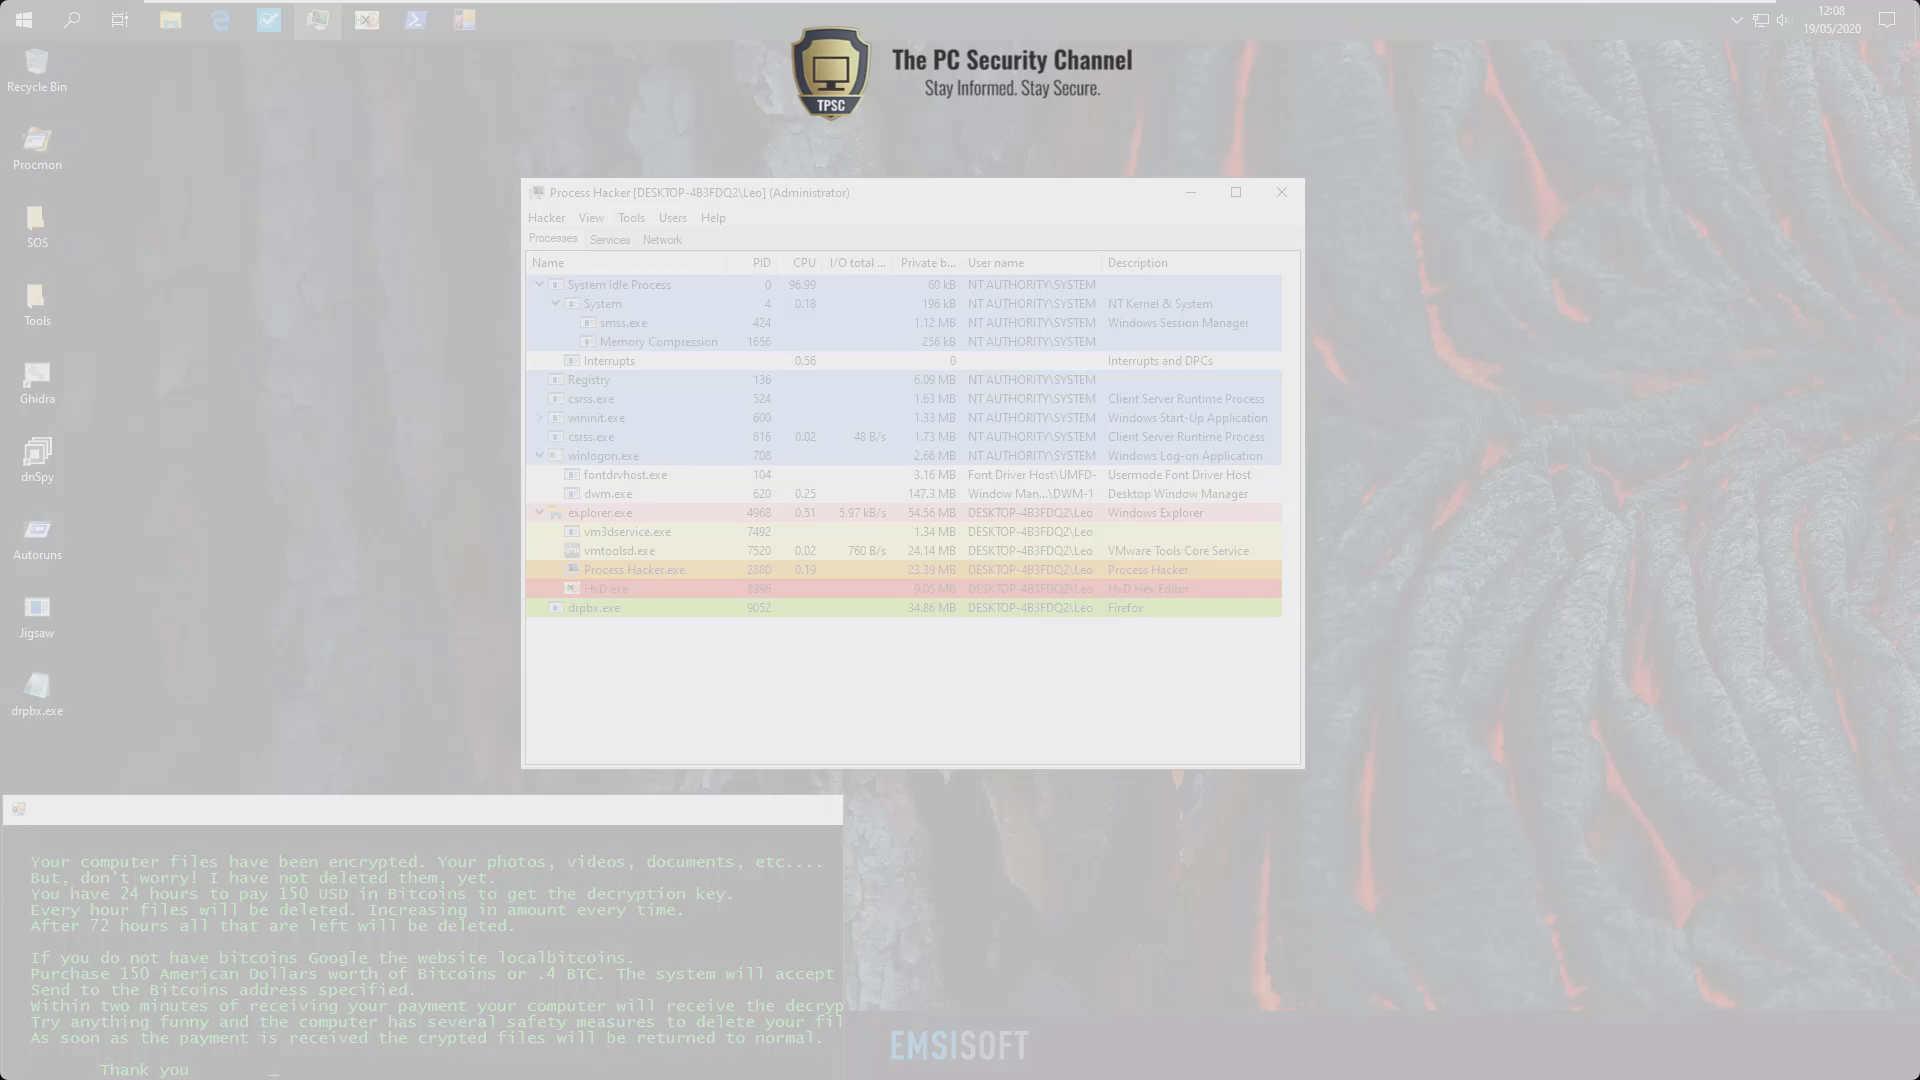 12:08
19/05/2020
Recycle Bin
Procmon
SOS
Tools
Ghidra
dnSpy
Autoruns
Jigsaw
drpbx.exe
TPSC
The PC Security Channel
Stay Informed. Stay Secure.
Process Hacker [DESKTOP-4B3FDQ2\Leo] (Administrator)
Hacker View Tools Users Help
Processes Services Network
Name PID CPU I/O total ... Private b... User name Description
System Idle Process 0 96.99 60 kB NT AUTHORITY\SYSTEM
System 4 0.18 196 kB NT AUTHORITY\SYSTEM NT Kernel & System
smss.exe 424 1.12 MB NT AUTHORITY\SYSTEM Windows Session Manager
Memory Compression 1656 256 kB NT AUTHORITY\SYSTEM
Interrupts 0.56 0 Interrupts and DPCs
Registry 136 6.09 MB NT AUTHORITY\SYSTEM
csrss.exe 524 1.63 MB NT AUTHORITY\SYSTEM Client Server Runtime Process
wininit.exe 600 1.33 MB NT AUTHORITY\SYSTEM Windows Start-Up Application
csrss.exe 616 0.02 48 B/s 1.73 MB NT AUTHORITY\SYSTEM Client Server Runtime Process
winlogon.exe 708 2.66 MB NT AUTHORITY\SYSTEM Windows Log-on Application
fontdrvhost.exe 104 3.16 MB Font Driver Host\UMFD- Usermode Font Driver Host
dwm.exe 620 0.25 147.3 MB Window Man...\DWM-1 Desktop Window Manager
explorer.exe 4968 0.51 5.97 kB/s 54.56 MB DESKTOP-4B3FDQ2\Leo Windows Explorer
vm3dservice.exe 7492 1.34 MB DESKTOP-4B3FDQ2\Leo
vmtoolsd.exe 7520 0.02 760 B/s 24.14 MB DESKTOP-4B3FDQ2\Leo VMware Tools Core Service
Process Hacker.exe 2880 0.19 23.39 MB DESKTOP-4B3FDQ2\Leo Process Hacker
HxD.exe 8396 9.05 MB DESKTOP-4B3FDQ2\Leo HxD Hex Editor
drpbx.exe 9052 34.86 MB DESKTOP-4B3FDQ2\Leo Firefox
Your computer files have been encrypted. Your photos, videos, documents, etc....
But, don't worry! I have not deleted them, yet.
You have 24 hours to pay 150 USD in Bitcoins to get the decryption key.
Every hour files will be deleted. Increasing in amount every time.
After 72 hours all that are left will be deleted.
If you do not have bitcoins Google the website localbitcoins.
Purchase 150 American Dollars worth of Bitcoins or .4 BTC. The system will accept
Send to the Bitcoins address specified.
Within two minutes of receiving your payment your computer will receive the decryp
Try anything funny and the computer has several safety measures to delete your fil
As soon as the payment is received the crypted files will be returned to normal.
Thank you _
EMSISOFT